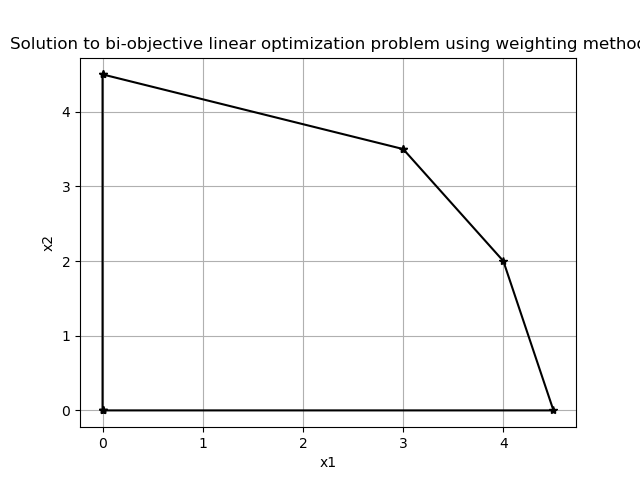 Solution to bi-objective linear optimization problem using weighting metho
x2
4
3
2
1
0
0 1 2 3 4
x1